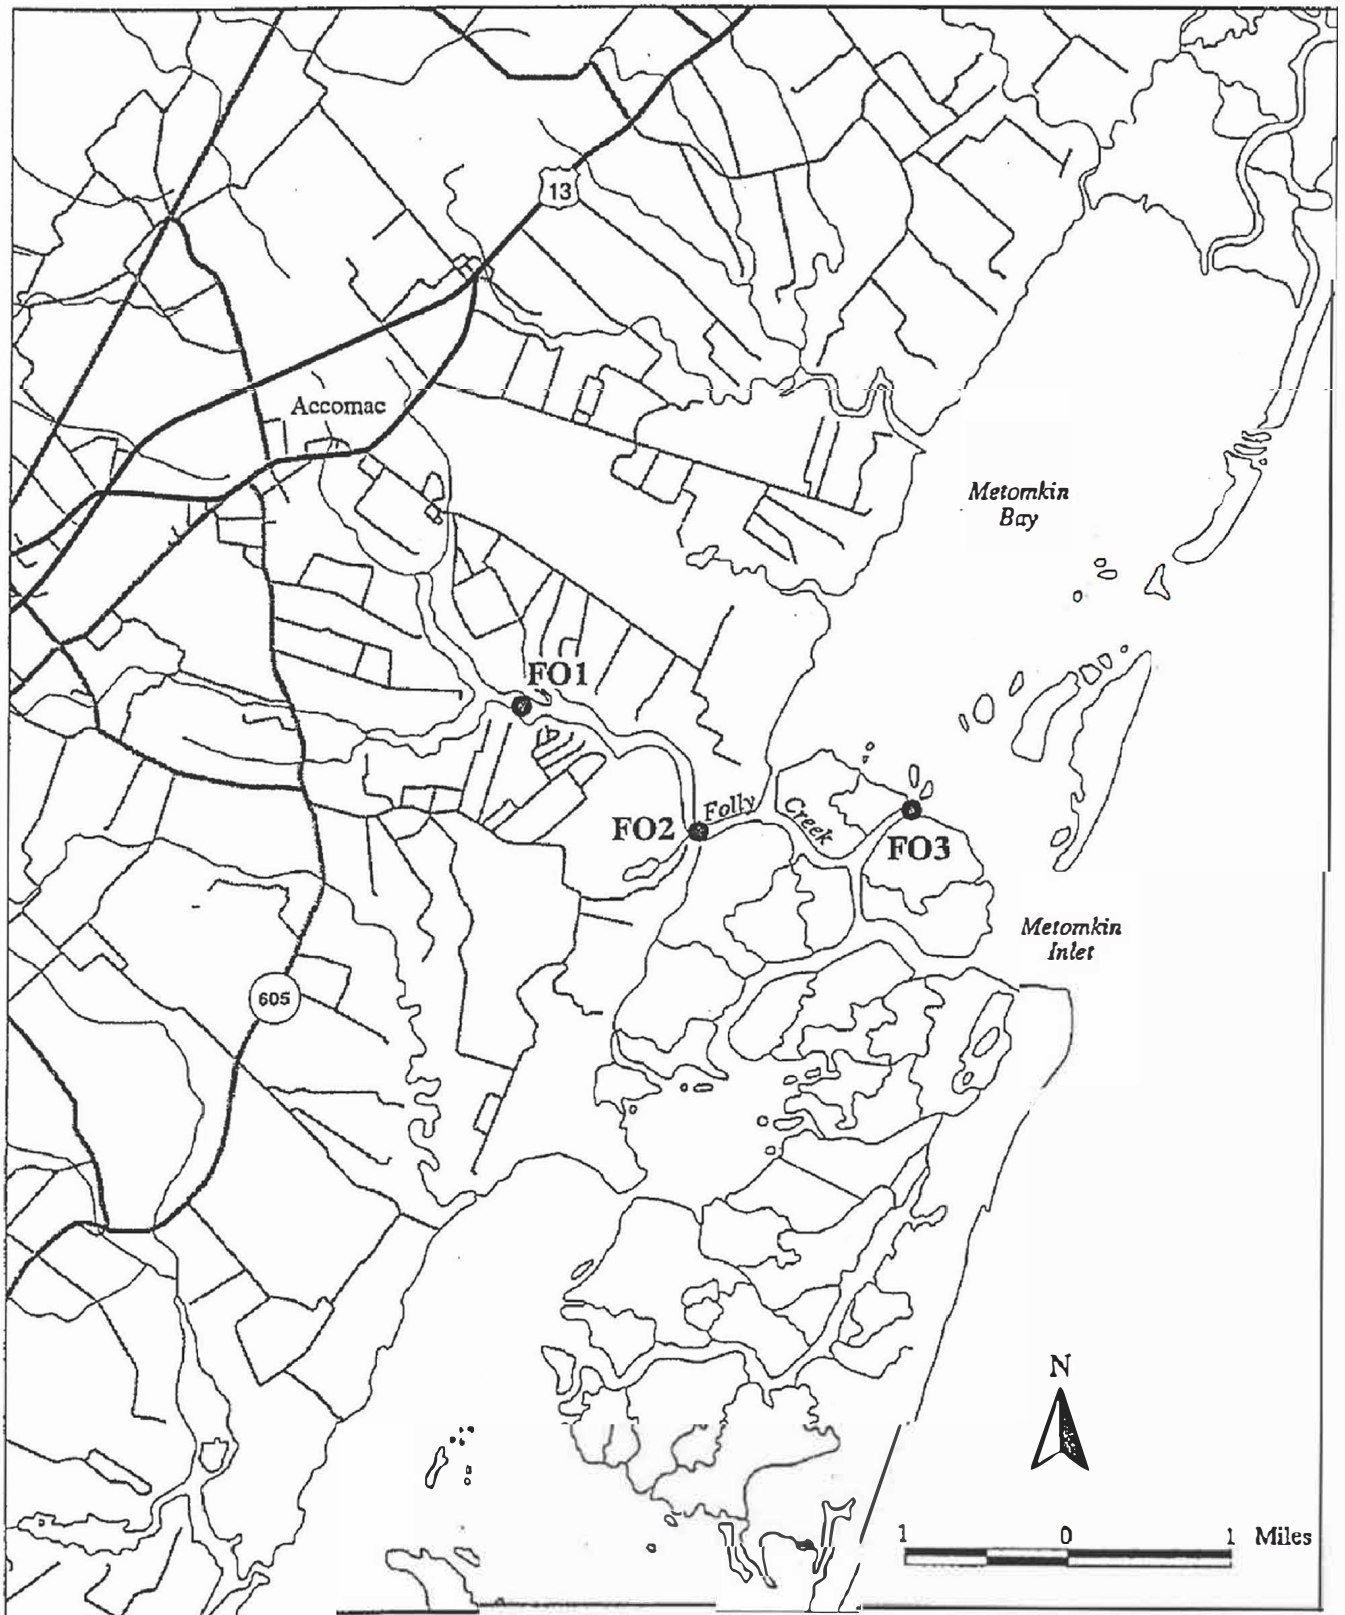 13
Accomac
Metomkin
Bay
FO1
Folly
Creek
FO2
FO3
Metomkin
Inlet
605
N
1 0 1 Miles